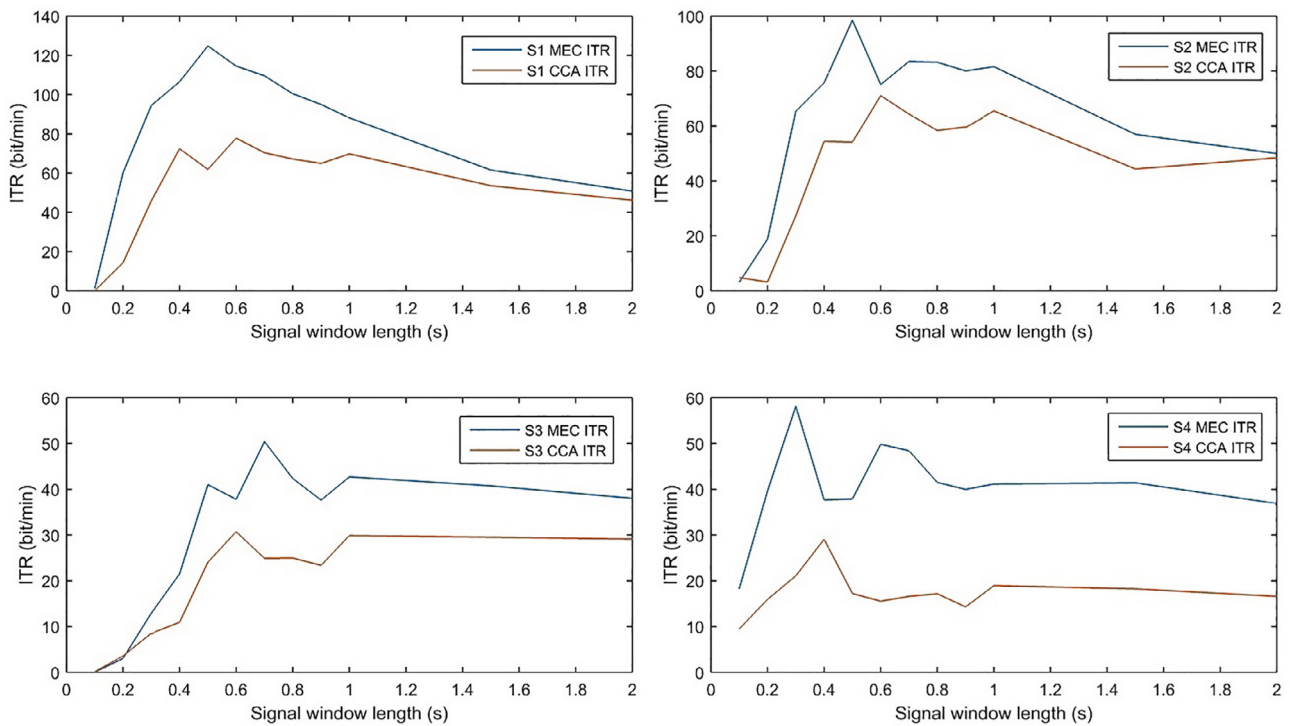 140
120
100
80
60
40
20
0
ITR (bit/min)
S1 MEC ITR
S1 CCA ITR
0 0.2 0.4 0.6 0.8 1 1.2 1.4 1.6 1.8 2
Signal window length (s)
100
80
60
40
20
0
ITR (bit/min)
S2 MEC ITR
S2 CCA ITR
0 0.2 0.4 0.6 0.8 1 1.2 1.4 1.6 1.8 2
Signal window length (s)
60
50
40
30
20
10
0
ITR (bit/min)
S3 MEC ITR
S3 CCA ITR
0 0.2 0.4 0.6 0.8 1 1.2 1.4 1.6 1.8 2
Signal window length (s)
60
50
40
30
20
10
0
ITR (bit/min)
S4 MEC ITR
S4 CCA ITR
0 0.2 0.4 0.6 0.8 1 1.2 1.4 1.6 1.8 2
Signal window length (s)